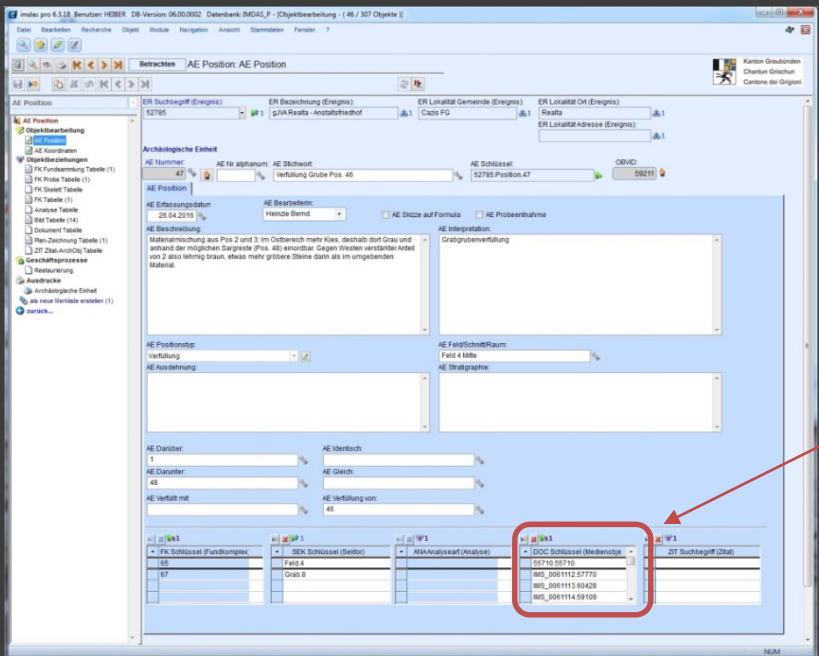 imdas pro 6.3.18 Benutzer: HEIBER DB-Version: 06.00.0002 Datenbank: IMDAS_P - [Objektbearbeitung - ( 46 / 307 Objekte )]
Datei Bearbeiten Recherche Objekt Module Navigation Ansicht Stammdaten Fenster ?
Betrachten AE Position: AE Position
Kanton Graubünden
Chantun Grischun
Cantone dei Grigioni
AE Position
AE Position
Objektbearbeitung
AE Position
AE Koordinaten
Objektbeziehungen
FK Fundsammlung Tabelle (1)
FK Probe Tabelle (1)
FK Skelett Tabelle
FK Tabelle (1)
Analyse Tabelle
Bild Tabelle (14)
Dokument Tabelle
Plan-Zeichnung Tabelle (1)
ZIT Zitat-ArchObj Tabelle
Geschäftsprozesse
Restaurierung
Ausdrucke
Archäologische Einheit
als neue Merkliste erstellen (1)
zurück...
ER Suchbegriff (Ereignis): ER Bezeichnung (Ereignis): ER Lokalität Gemeinde (Ereignis): ER Lokalität Ort (Ereignis):
52785 1 gJVA Realta - Anstaltsfriedhof 1 Cazis FG 1 Realta 1
ER Lokalität Adresse (Ereignis):
1
Archäologische Einheit
AE Nummer: AE Nr alphanum: AE Stichwort: AE Schlüssel: OBVID:
47 Verfüllung Grube Pos. 46 52785.Position.47 59211
AE Position
AE Erfassungsdatum AE BearbeiterIn:
26.04.2016 Heinzle Bernd AE Skizze auf Formula AE Probeentnahme
AE Beschreibung: AE Interpretation:
Materialmischung aus Pos 2 und 3; Im Ostbereich mehr Kies, deshalb dort Grau und
anhand der möglichen Sargreste (Pos. 48) einordbar. Gegen Westen verstärkter Anteil
von 2 also lehmig braun, etwas mehr gröbere Steine darin als im umgebenden
Material.
Grabgrubenverfüllung
AE Positionstyp: AE Feld/Schnitt/Raum:
Verfüllung Feld 4 Mitte
AE Ausdehnung: AE Stratigraphie:
AE Darüber: AE Identisch:
1
AE Darunter: AE Gleich:
48
AE Verfüllt mit: AE Verfüllung von:
46
1 1 1 1 1
FK Schlüssel (Fundkomplex SEK Schlüssel (Sektor) ANA Analyseart (Analyse) DOC Schlüssel (Medienobje ZIT Suchbegriff (Zitat)
65 Feld.4 55710.55710
67 Grab.8 IMS_0061112.57770
IMS_0061113.60428
IMS_0061114.59109
NUM